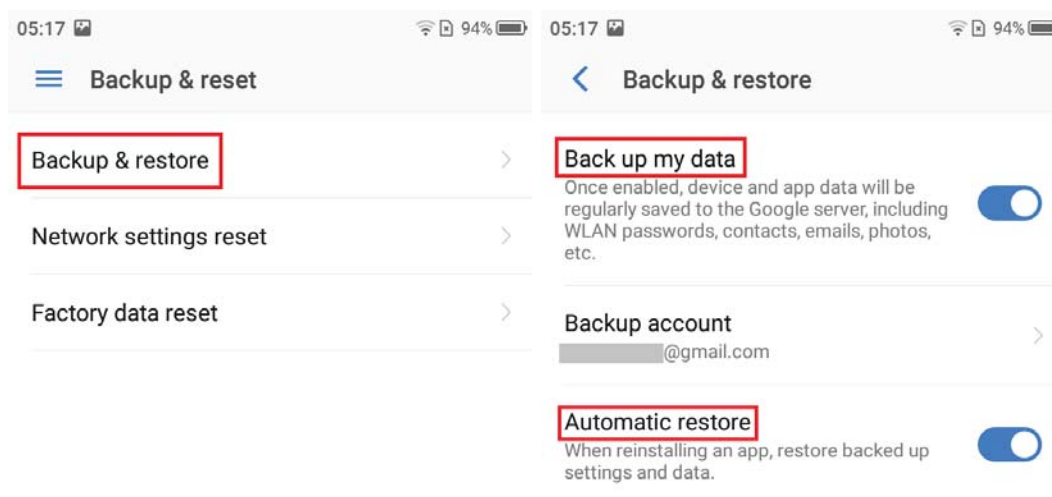 05:17 94%
Backup & reset
Backup & restore
Network settings reset
Factory data reset
05:17 94%
Backup & restore
Back up my data
Once enabled, device and app data will be
regularly saved to the Google server, including
WLAN passwords, contacts, emails, photos,
etc.
Backup account
@gmail.com
Automatic restore
When reinstalling an app, restore backed up
settings and data.